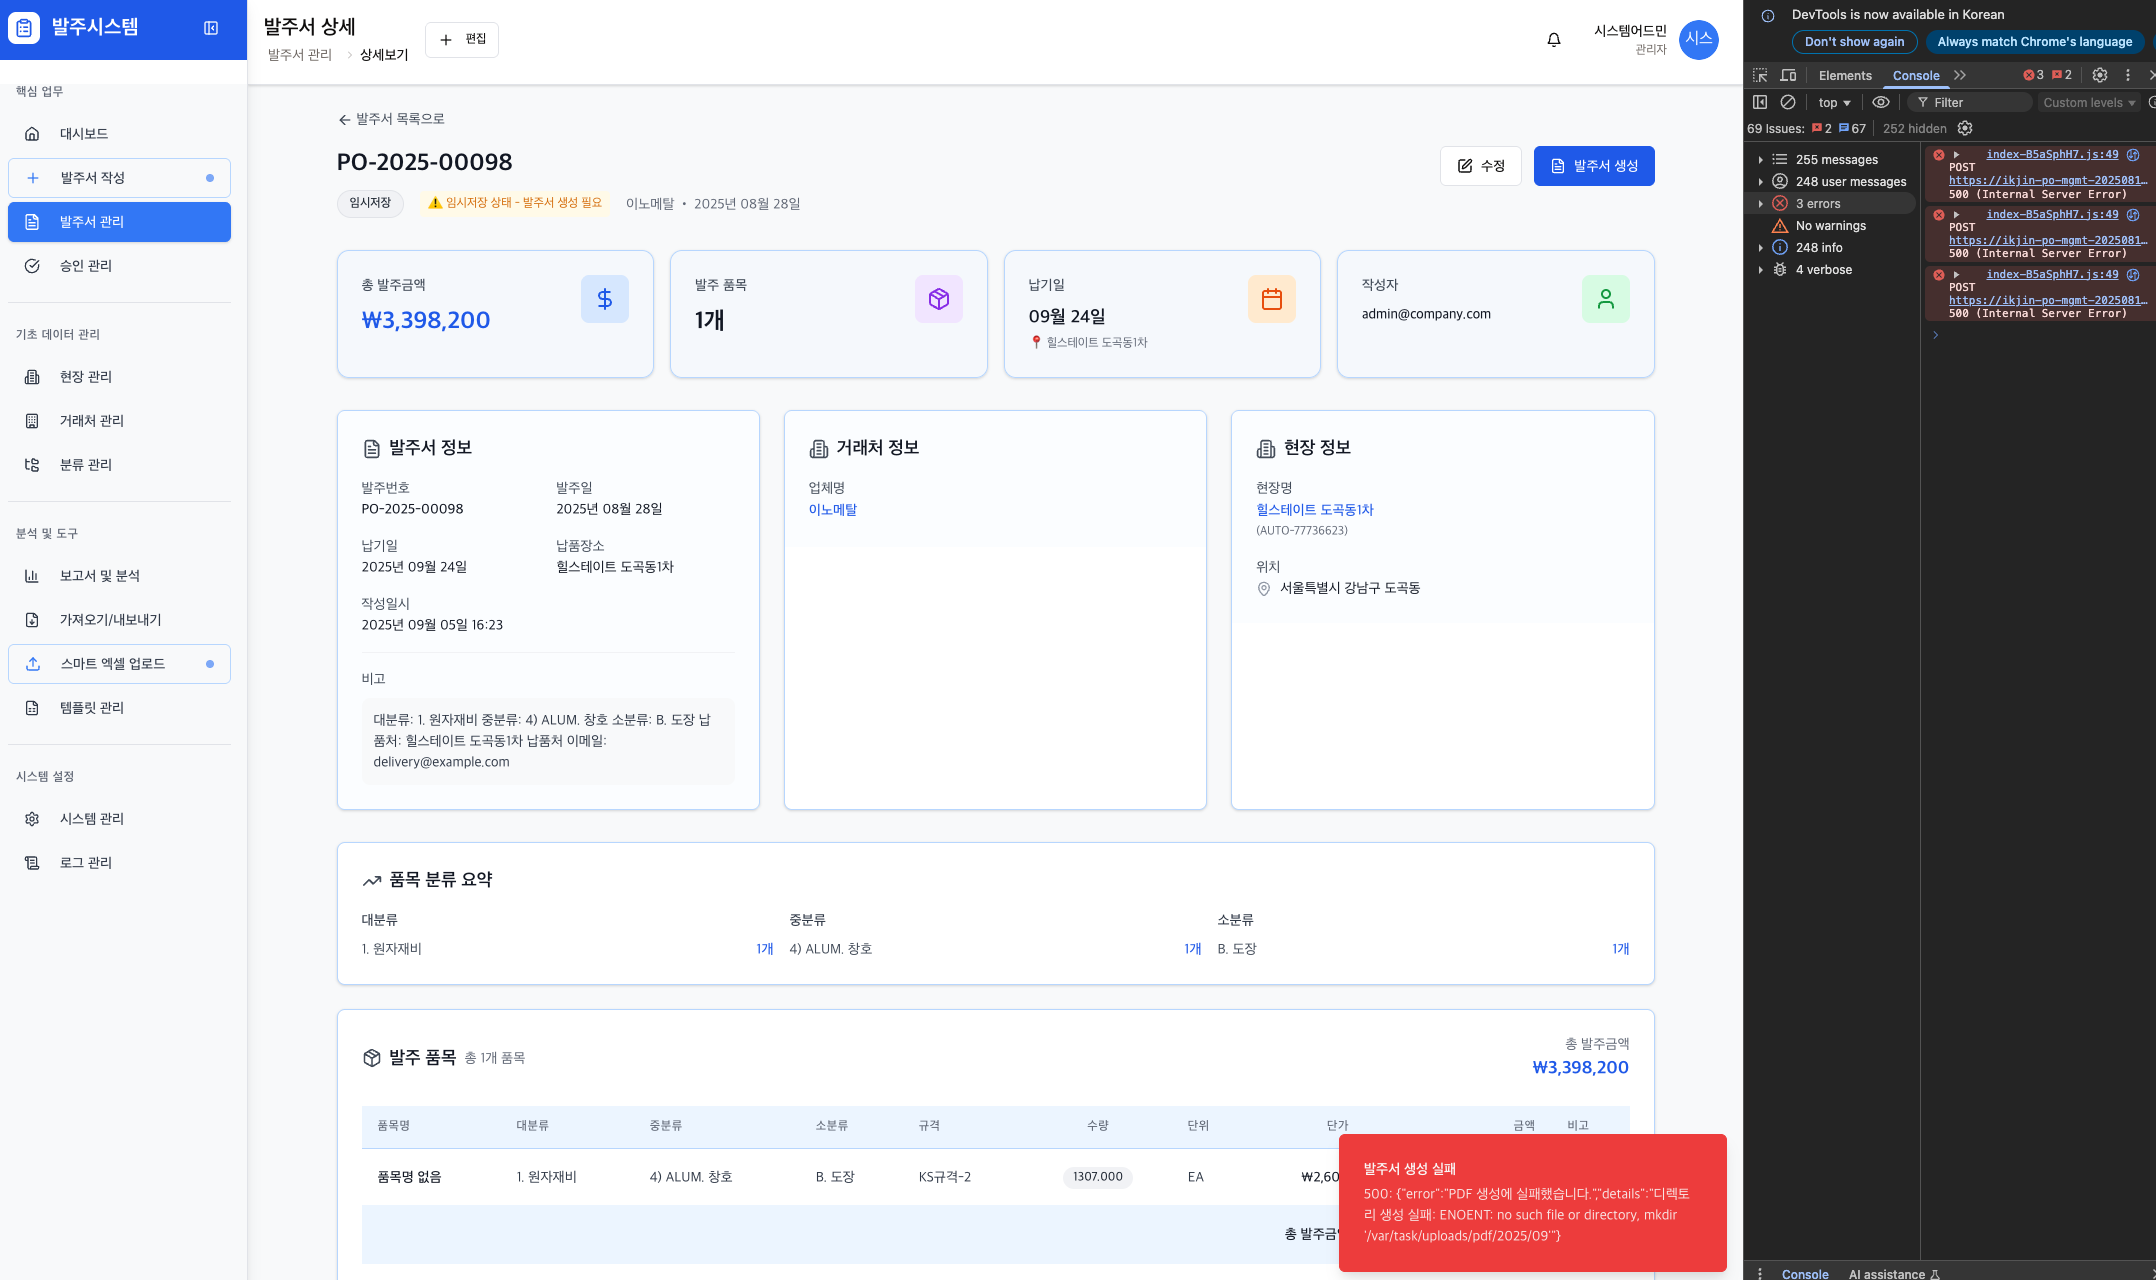 발주시스템
핵심 업무
대시보드
발주서 작성
발주서 관리
승인 관리
기초 데이터 관리
현장 관리
거래처 관리
분류 관리
분석 및 도구
보고서 및 분석
가져오기/내보내기
스마트 엑셀 업로드
템플릿 관리
시스템 설정
시스템 관리
로그 관리
발주서 상세
발주서 관리 > 상세보기
+ 편집
시스템어드민
관리자
시스
← 발주서 목록으로
PO-2025-00098
수정
발주서 생성
임시저장
⚠️ 임시저장 상태 - 발주서 생성 필요
이노메탈 • 2025년 08월 28일
총 발주금액
₩3,398,200
발주 품목
1개
납기일
09월 24일
📍 힐스테이트 도곡동1차
작성자
admin@company.com
발주서 정보
발주번호 발주일
PO-2025-00098 2025년 08월 28일
납기일 납품장소
2025년 09월 24일 힐스테이트 도곡동1차
작성일시
2025년 09월 05일 16:23
비고
대분류: 1. 원자재비 중분류: 4) ALUM. 창호 소분류: B. 도장 납
품처: 힐스테이트 도곡동1차 납품처 이메일:
delivery@example.com
거래처 정보
업체명
이노메탈
현장 정보
현장명
힐스테이트 도곡동1차
(AUTO-77736623)
위치
서울특별시 강남구 도곡동
품목 분류 요약
대분류 중분류 소분류
1. 원자재비 1개 4) ALUM. 창호 1개 B. 도장 1개
발주 품목 총 1개 품목
총 발주금액
₩3,398,200
품목명 대분류 중분류 소분류 규격 수량 단위 단가 금액 비고
품목명 없음 1. 원자재비 4) ALUM. 창호 B. 도장 KS규격-2 1307.000 EA ₩2,60
총 발주금
발주서 생성 실패
500: {"error":"PDF 생성에 실패했습니다.","details":"디렉토
리 생성 실패: ENOENT: no such file or directory, mkdir
'/var/task/uploads/pdf/2025/09'"}
DevTools is now available in Korean
Don't show again
Always match Chrome's language
Elements Console 3 2
top Filter Custom levels
69 Issues: 2 67 252 hidden
255 messages
248 user messages
3 errors
No warnings
248 info
4 verbose
index-B5aSphH7.js:49
POST
https://ikjin-po-mgmt-2025081…
500 (Internal Server Error)
index-B5aSphH7.js:49
POST
https://ikjin-po-mgmt-2025081…
500 (Internal Server Error)
index-B5aSphH7.js:49
POST
https://ikjin-po-mgmt-2025081…
500 (Internal Server Error)
Console AI assistance